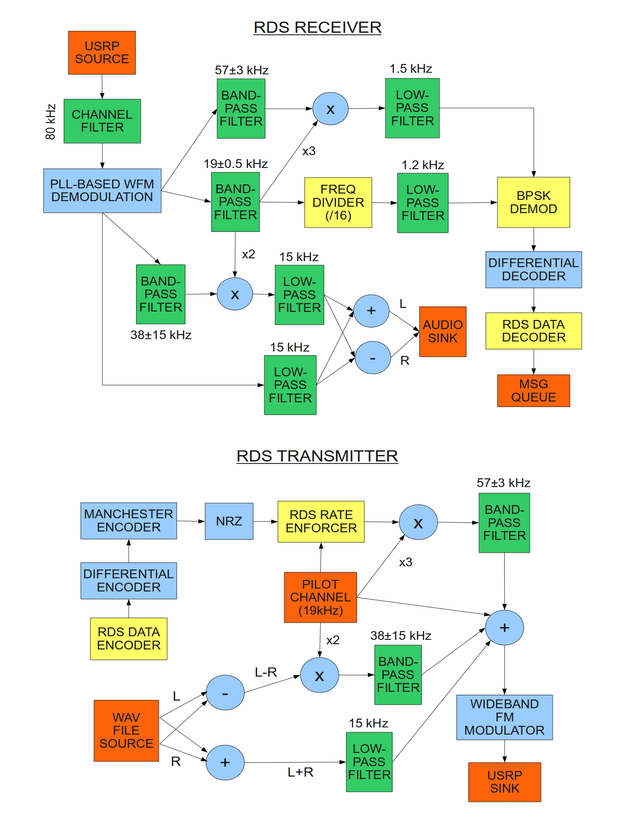 RDS RECEIVER
USRP
SOURCE
80 kHz
CHANNEL
FILTER
PLL-BASED WFM
DEMODULATION
57±3 kHz
BAND-
PASS
FILTER
x
1.5 kHz
LOW-
PASS
FILTER
x3
19±0.5 kHz
BAND-
PASS
FILTER
FREQ
DIVIDER
(/16)
1.2 kHz
LOW-
PASS
FILTER
BPSK
DEMOD
x2
BAND-
PASS
FILTER
38±15 kHz
x
15 kHz
LOW-
PASS
FILTER
+
L
-
R
AUDIO
SINK
15 kHz
LOW-
PASS
FILTER
DIFFERENTIAL
DECODER
RDS DATA
DECODER
MSG
QUEUE
RDS TRANSMITTER
MANCHESTER
ENCODER
NRZ
RDS RATE
ENFORCER
x
57±3 kHz
BAND-
PASS
FILTER
x3
DIFFERENTIAL
ENCODER
PILOT
CHANNEL
(19kHz)
RDS DATA
ENCODER
x2
+
38±15 kHz
BAND-
PASS
FILTER
x
L-R
-
L
WAV
FILE
SOURCE
R
+
L+R
15 kHz
LOW-
PASS
FILTER
WIDEBAND
FM
MODULATOR
USRP
SINK